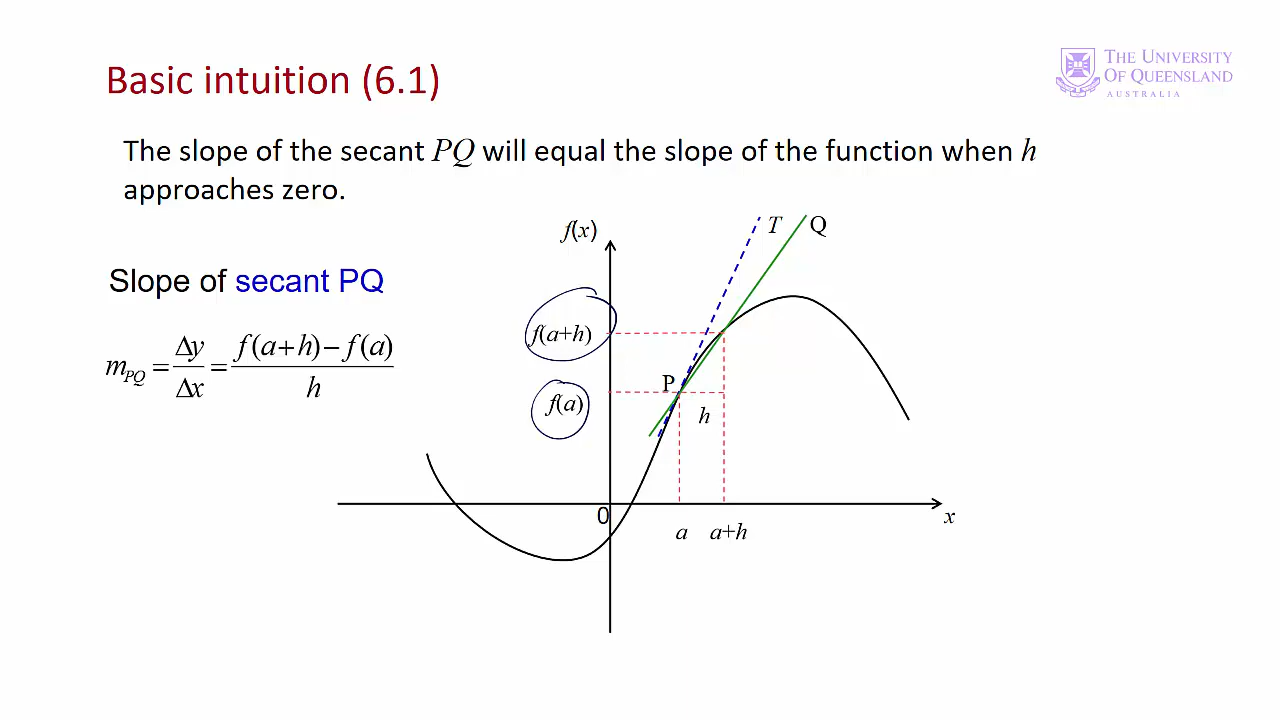 Basic intuition (6.1)
THE UNIVERSITY
OF QUEENSLAND
AUSTRALIA
The slope of the secant PQ will equal the slope of the function when h
approaches zero.
f(x)
T
Q
Slope of secant PQ
f(a+h)
m_PQ = Δy/Δx = (f(a+h) − f(a))/h
P
f(a)
h
0
x
a
a+h